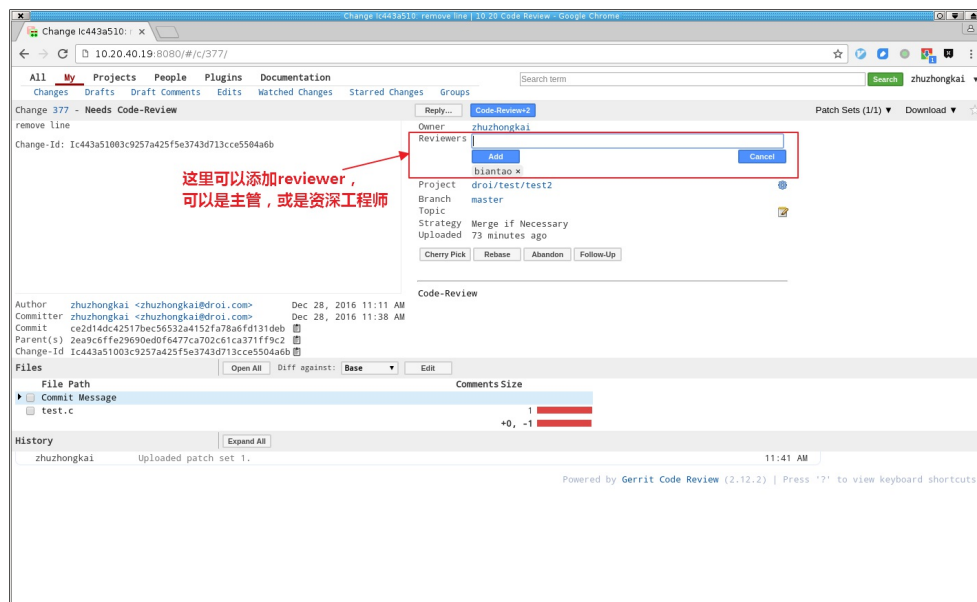 Change Ic443a510: remove line | 10.20 Code Review - Google Chrome
Change Ic443a510: r
10.20.40.19:8080/#/c/377/
All My Projects People Plugins Documentation
Search term
Search
zhuzhongkai ▼
Changes Drafts Draft Comments Edits Watched Changes Starred Changes Groups
Change 377 - Needs Code-Review
Reply...
Code-Review+2
Patch Sets (1/1) ▼
Download ▼
remove line
Change-Id: Ic443a51003c9257a425f5e3743d713cce5504a6b
Owner zhuzhongkai
Reviewers
Add
Cancel
biantao ×
这里可以添加reviewer,
可以是主管,或是资深工程师
Project droi/test/test2
Branch master
Topic
Strategy Merge if Necessary
Uploaded 73 minutes ago
Cherry Pick Rebase Abandon Follow-Up
Code-Review
Author zhuzhongkai <zhuzhongkai@droi.com> Dec 28, 2016 11:11 AM
Committer zhuzhongkai <zhuzhongkai@droi.com> Dec 28, 2016 11:38 AM
Commit ce2d14dc42517bec56532a4152fa78a6fd131deb
Parent(s) 2ea9c6ffe29690ed0f6477ca702c61ca371ff9c2
Change-Id Ic443a51003c9257a425f5e3743d713cce5504a6b
Files
Open All
Diff against: Base ▼
Edit
File Path Comments Size
Commit Message
test.c 1
+0, -1
History
Expand All
zhuzhongkai Uploaded patch set 1. 11:41 AM
Powered by Gerrit Code Review (2.12.2) | Press '?' to view keyboard shortcuts